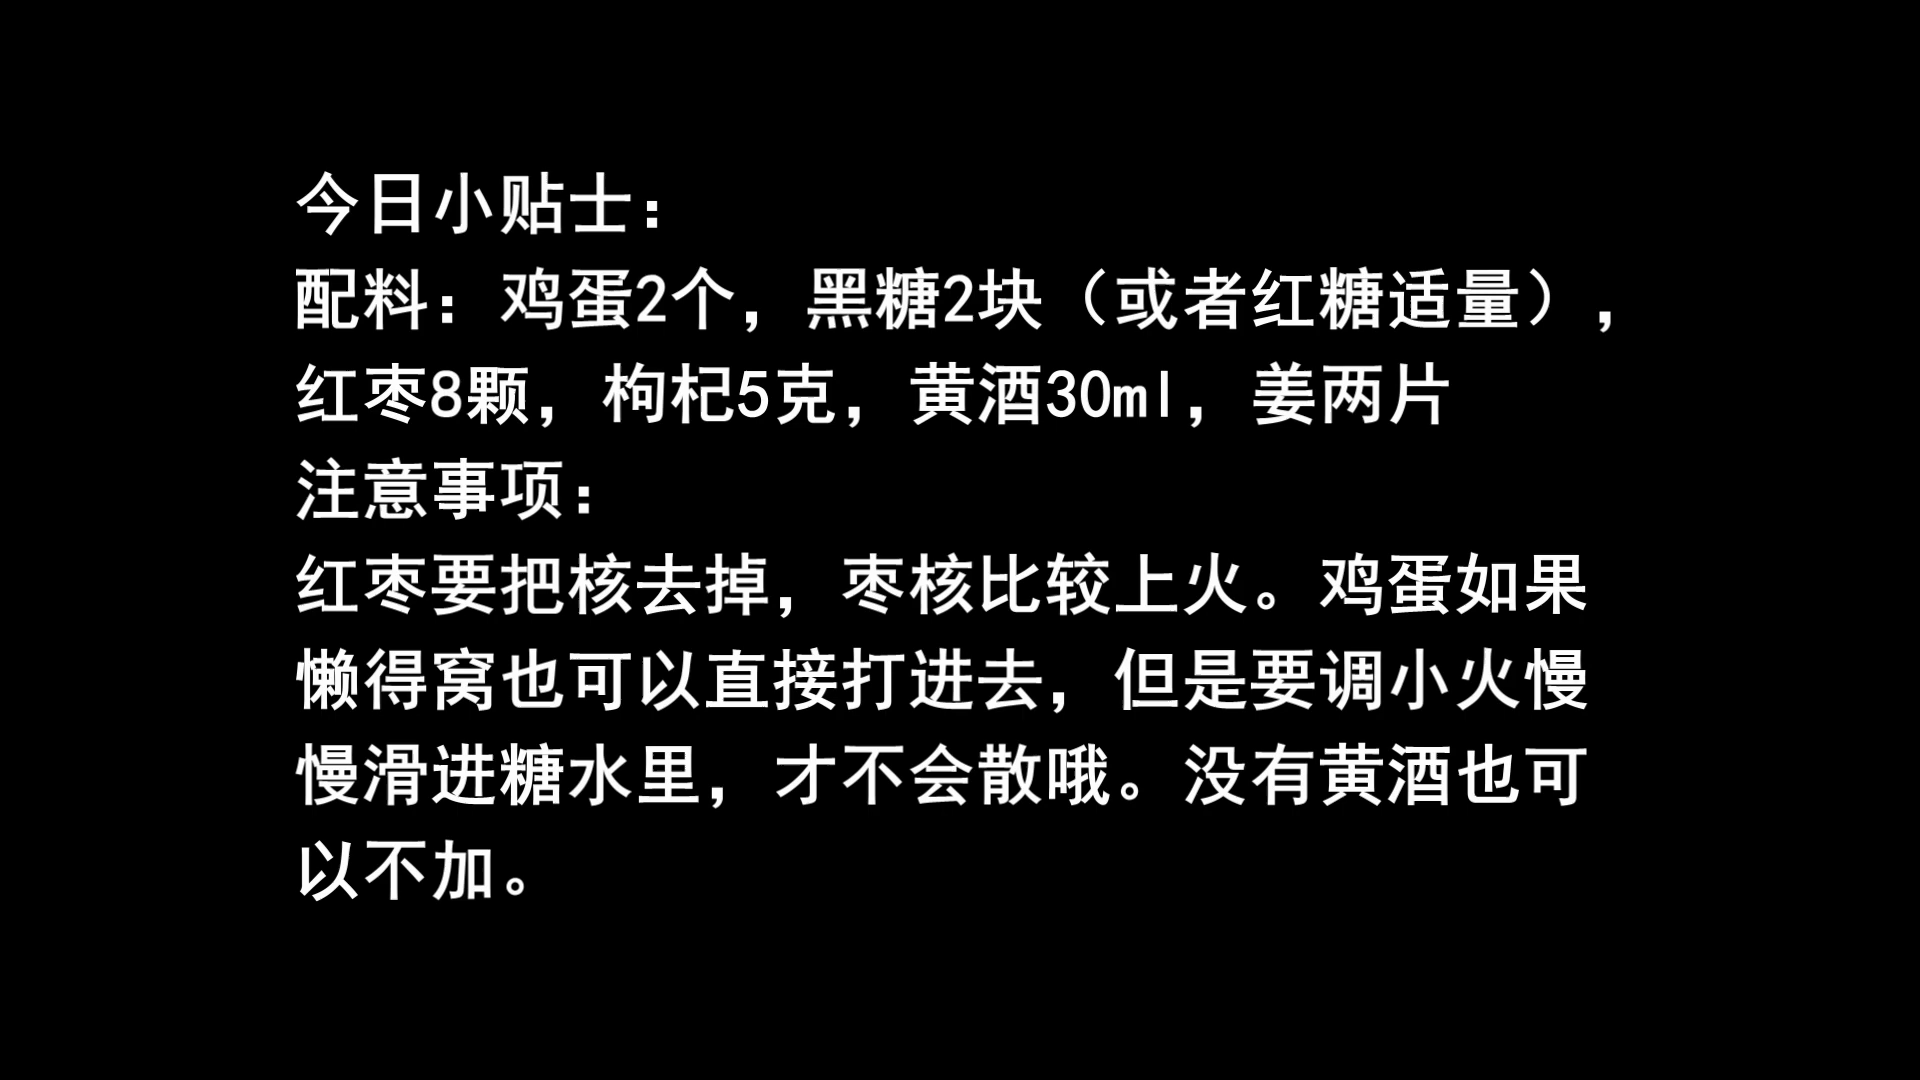 今日小贴士：
配料：鸡蛋2个，黑糖2块（或者红糖适量），
红枣8颗，枸杞5克，黄酒30ml，姜两片
注意事项：
红枣要把核去掉，枣核比较上火。鸡蛋如果
懒得窝也可以直接打进去，但是要调小火慢
慢滑进糖水里，才不会散哦。没有黄酒也可
以不加。